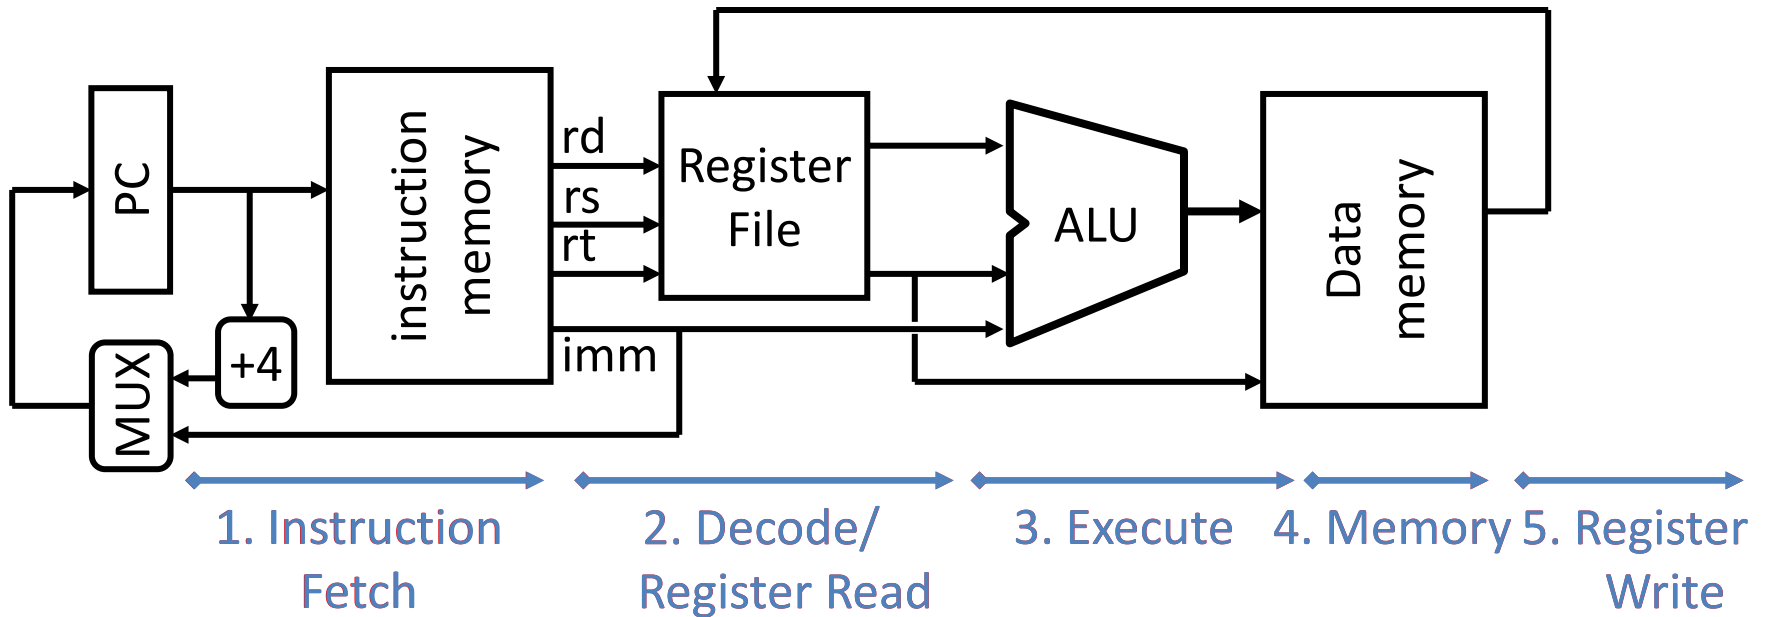 PC
+4
MUX
instruction
memory
rd
rs
rt
imm
Register
File
ALU
Data
memory
1. Instruction
Fetch
2. Decode/
Register Read
3. Execute
4. Memory
5. Register
Write